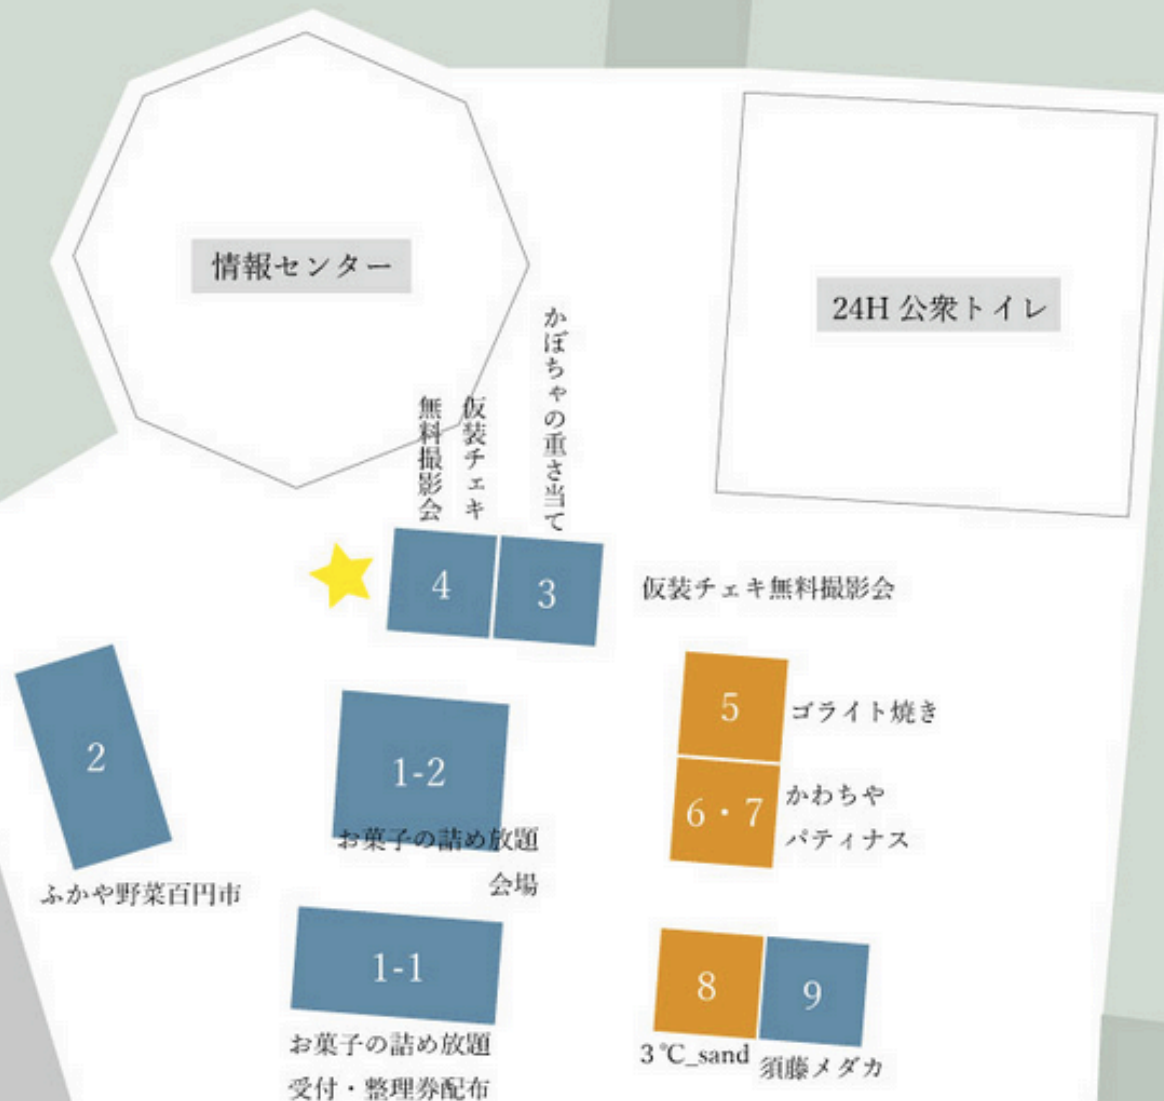 情報センター
24H 公衆トイレ
かぼちゃの重さ当て
仮装チェキ
無料撮影会
4
3
仮装チェキ無料撮影会
5
ゴライト焼き
2
1-2
6・7
かわちや
パティナス
お菓子の詰め放題
会場
ふかや野菜百円市
1-1
8
9
お菓子の詰め放題
受付・整理券配布
3℃_sand
須藤メダカ